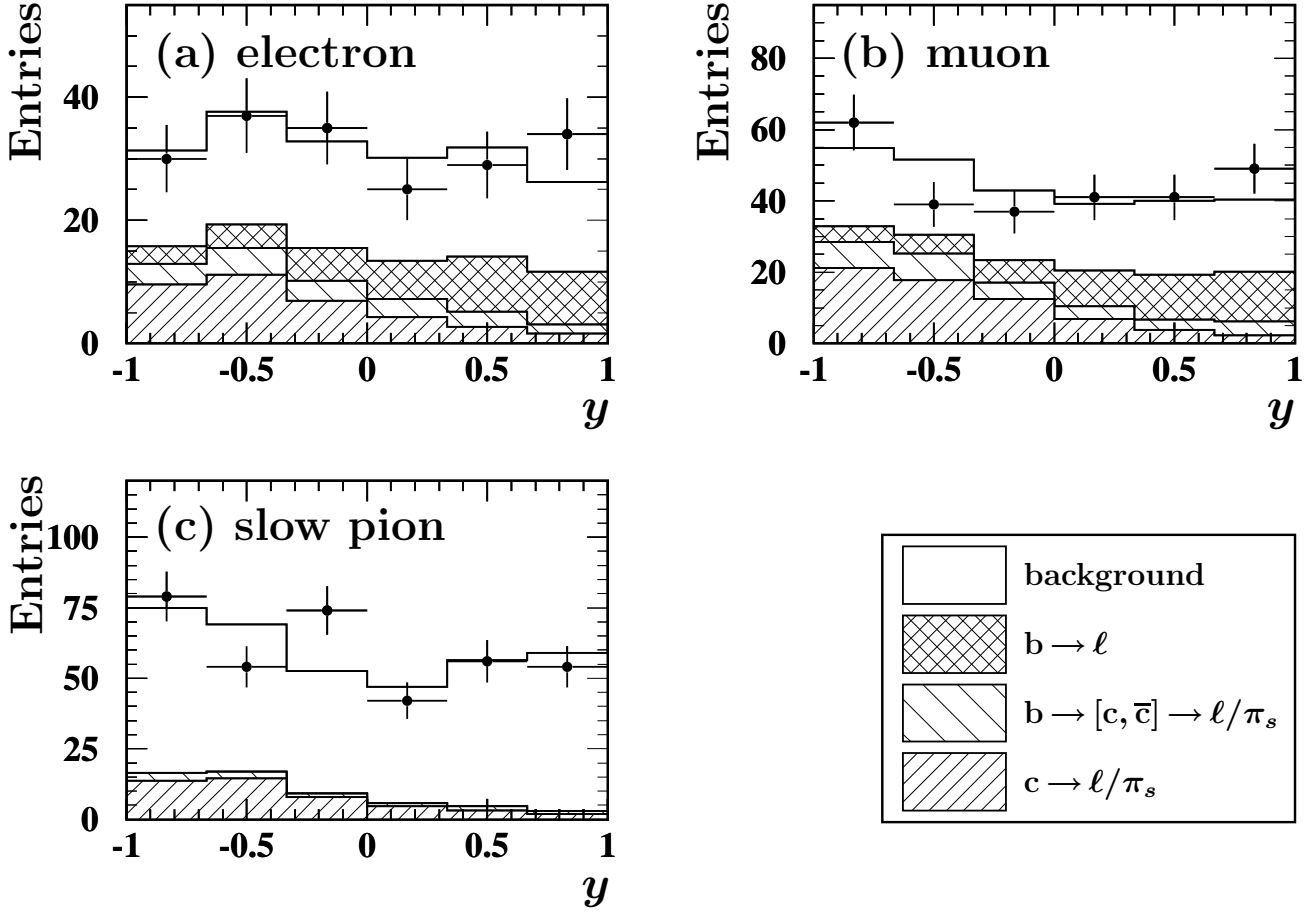 (a) electron
Entries
40
20
0
-1 -0.5 0 0.5 1
y
(b) muon
Entries
80
60
40
20
0
-1 -0.5 0 0.5 1
y
(c) slow pion
Entries
100
75
50
25
0
-1 -0.5 0 0.5 1
y
background
b → ℓ
b → [c, c̅] → ℓ/πₛ
c → ℓ/πₛ